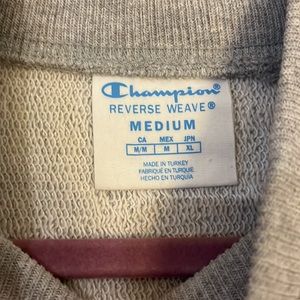 Champion®
REVERSE WEAVE®
MEDIUM
CA MEX JPN
M/M M XL
MADE IN TURKEY
FABRIQUÉ EN TURQUIE
HECHO EN TURQUÍA